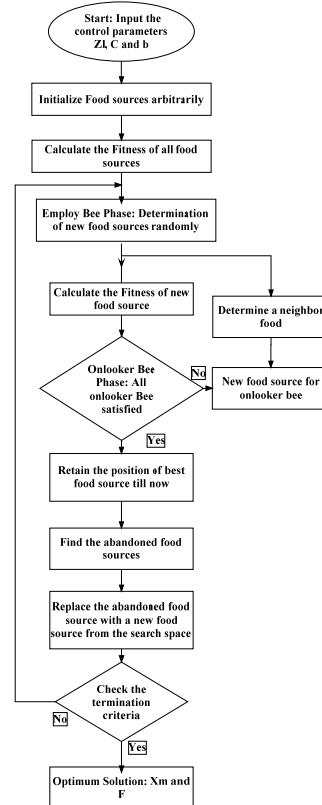 Start: Input the
control parameters
Zl, C and b
Initialize Food sources arbitrarily
Calculate the Fitness of all food
sources
Employ Bee Phase: Determination
of new food sources randomly
Calculate the Fitness of new
food source
Determine a neighbor
food
Onlooker Bee
Phase: All
onlooker Bee
satisfied
No
New food source for
onlooker bee
Yes
Retain the position of best
food source till now
Find the abandoned food
sources
Replace the abandoned food
source with a new food
source from the search space
Check the
termination
criteria
No
Yes
Optimum Solution: Xm and
F